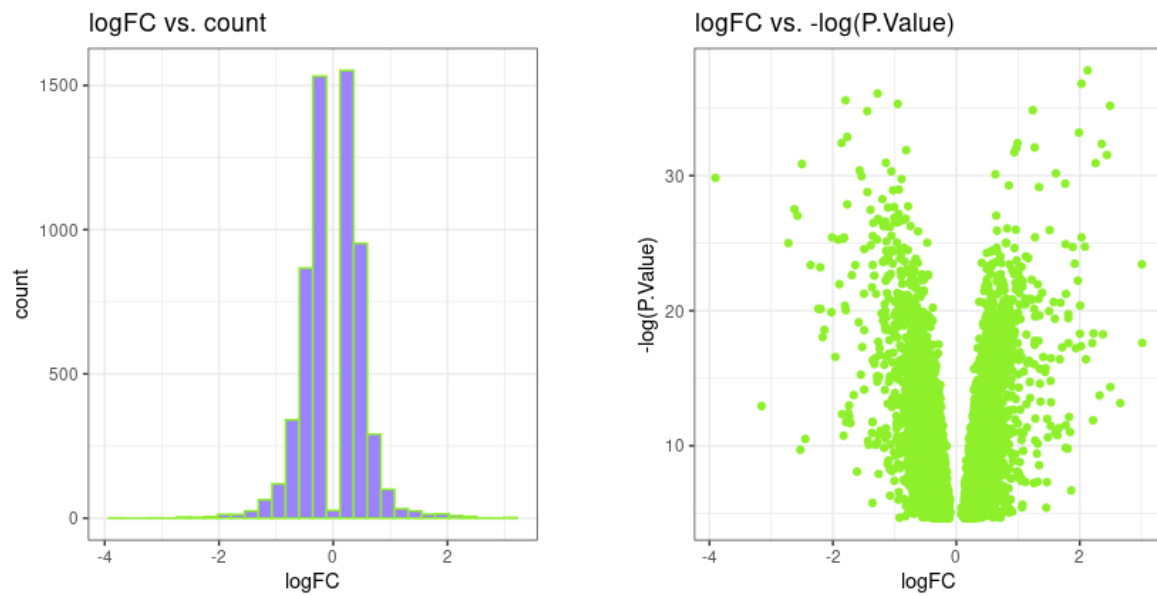 logFC vs. count
1500
1000
500
0
count
-4
-2
0
2
logFC
logFC vs. -log(P.Value)
30
20
10
-log(P.Value)
-4
-2
0
2
logFC